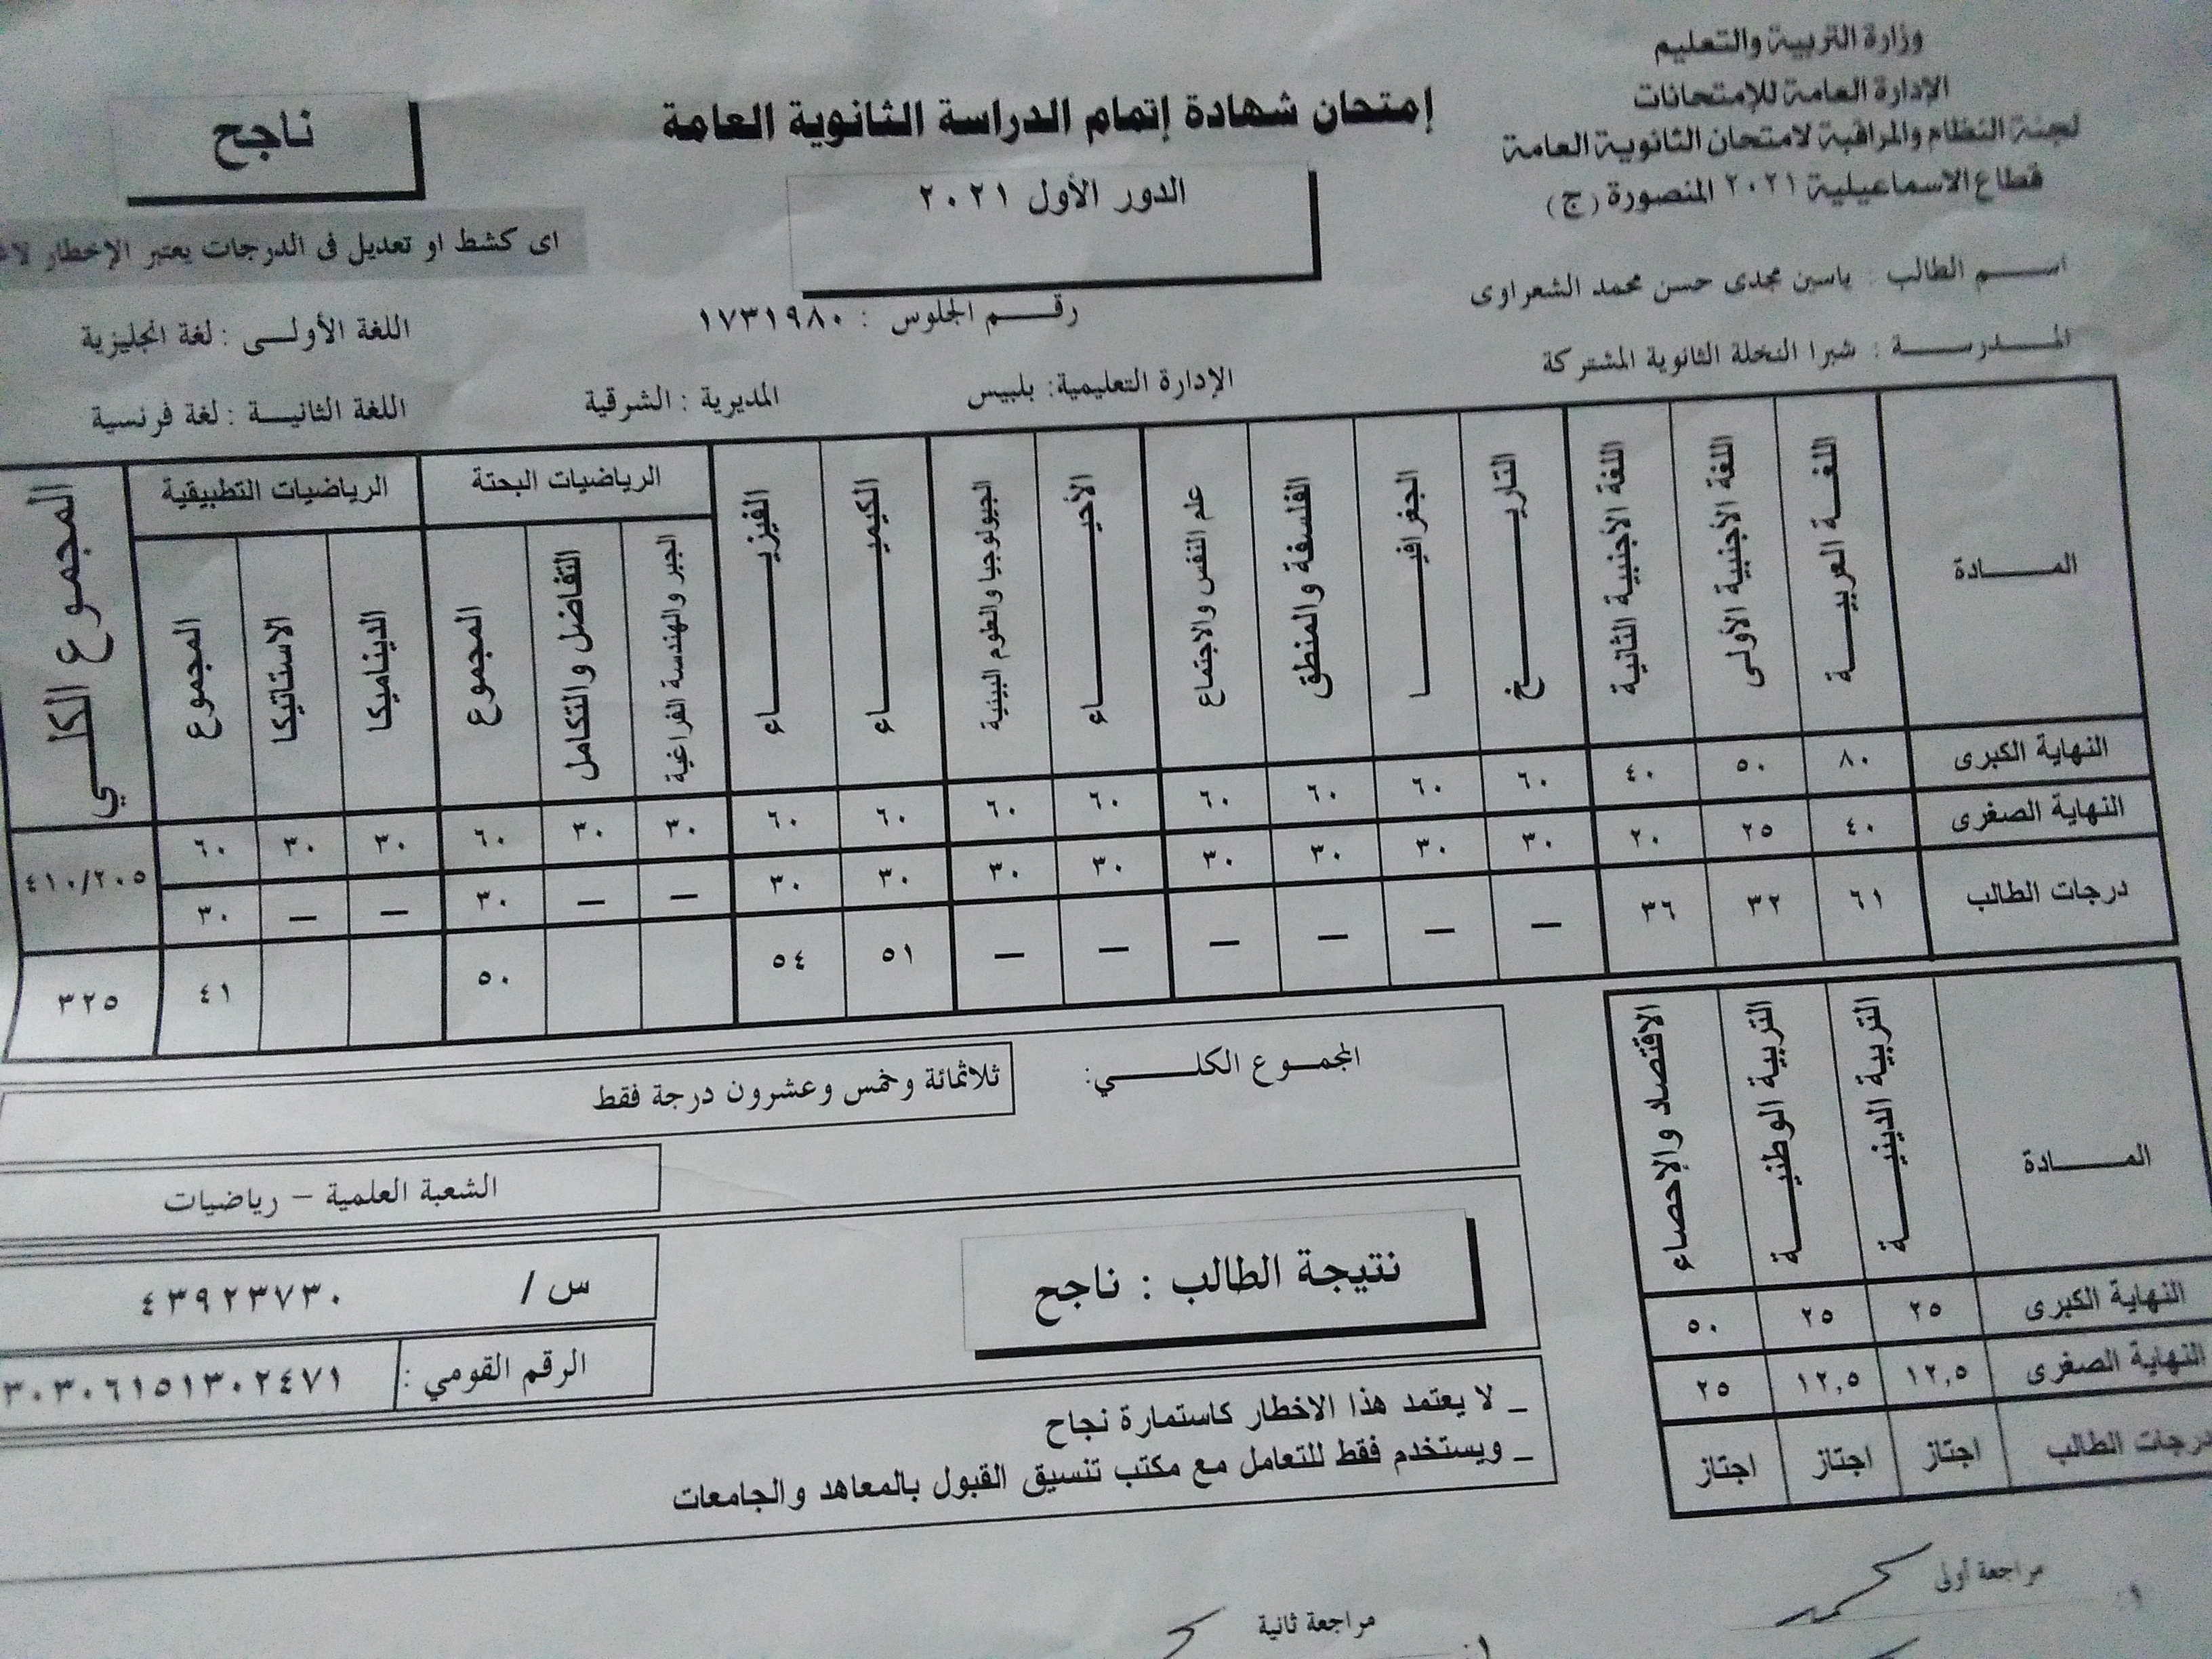 وزارة التربية والتعليم
الإدارة العامة للإمتحانات
لجنة النظام والمراقبة لامتحان الثانوية العامة
قطاع الاسماعيلية ٢٠٢١ المنصورة (ج)
إمتحان شهادة إتمام الدراسة الثانوية العامة
الدور الأول ٢٠٢١
ناجح
اى كشط او تعديل فى الدرجات يعتبر الإخطار
اسم الطالب : ياسين مجدى حسن محمد الشعراوى
رقم الجلوس : ١٧٣١٩٨٠
اللغة الأولى : لغة انجليزية
المدرسة : شبرا النخلة الثانوية المشتركة
الإدارة التعليمية: بلبيس
المديرية : الشرقية
اللغة الثانية : لغة فرنسية
المادة | اللغة العربية | اللغة الأجنبية الأولى | اللغة الأجنبية الثانية | التاريخ | الجغرافيا | الفلسفة والمنطق | علم النفس والاجتماع | الأحياء | الجيولوجيا والعلوم البيئية | الكيمياء | الفيزياء | الرياضيات البحتة | الرياضيات التطبيقية | المجموع الكلي
الجبر والهندسة الفراغية | التفاضل والتكامل | المجموع | الديناميكا | الاستاتيكا | المجموع
النهاية الكبرى ٨٠ ٥٠ ٤٠ ٦٠ ٦٠ ٦٠ ٦٠ ٦٠ ٦٠ ٦٠ ٦٠ ٣٠ ٣٠ ٦٠ ٣٠ ٣٠ ٦٠ ٤١٠/٢٠٥
النهاية الصغرى ٤٠ ٢٥ ٢٠ ٣٠ ٣٠ ٣٠ ٣٠ ٣٠ ٣٠ ٣٠ ٣٠ – – ٣٠ – – ٣٠
درجات الطالب ٦١ ٣٢ ٣٦ – – – – – – ٥١ ٥٤ ٥٠ ٤١ ٣٢٥
المجموع الكلي: ثلاثمائة وخمس وعشرون درجة فقط
الشعبة العلمية – رياضيات
نتيجة الطالب : ناجح
س / ٤٣٩٢٣٧٣٠
الرقم القومي : ٣٠٣٠٦١٥١٣٠٢٤٧١
_ لا يعتمد هذا الاخطار كاستمارة نجاح
_ ويستخدم فقط للتعامل مع مكتب تنسيق القبول بالمعاهد والجامعات
المادة | التربية الدينية | التربية الوطنية | الاقتصاد والإحصاء
النهاية الكبرى ٢٥ ٢٥ ٥٠
النهاية الصغرى ١٢,٥ ١٢,٥ ٢٥
درجات الطالب اجتاز اجتاز اجتاز
مراجعة أولى
مراجعة ثانية